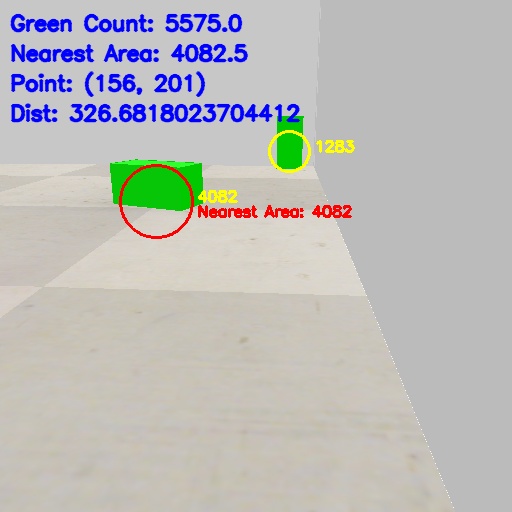 Green Count: 5575.0
Nearest Area: 4082.5
Point: (156, 201)
Dist: 326.6818023704412
1283
4082
Nearest Area: 4082